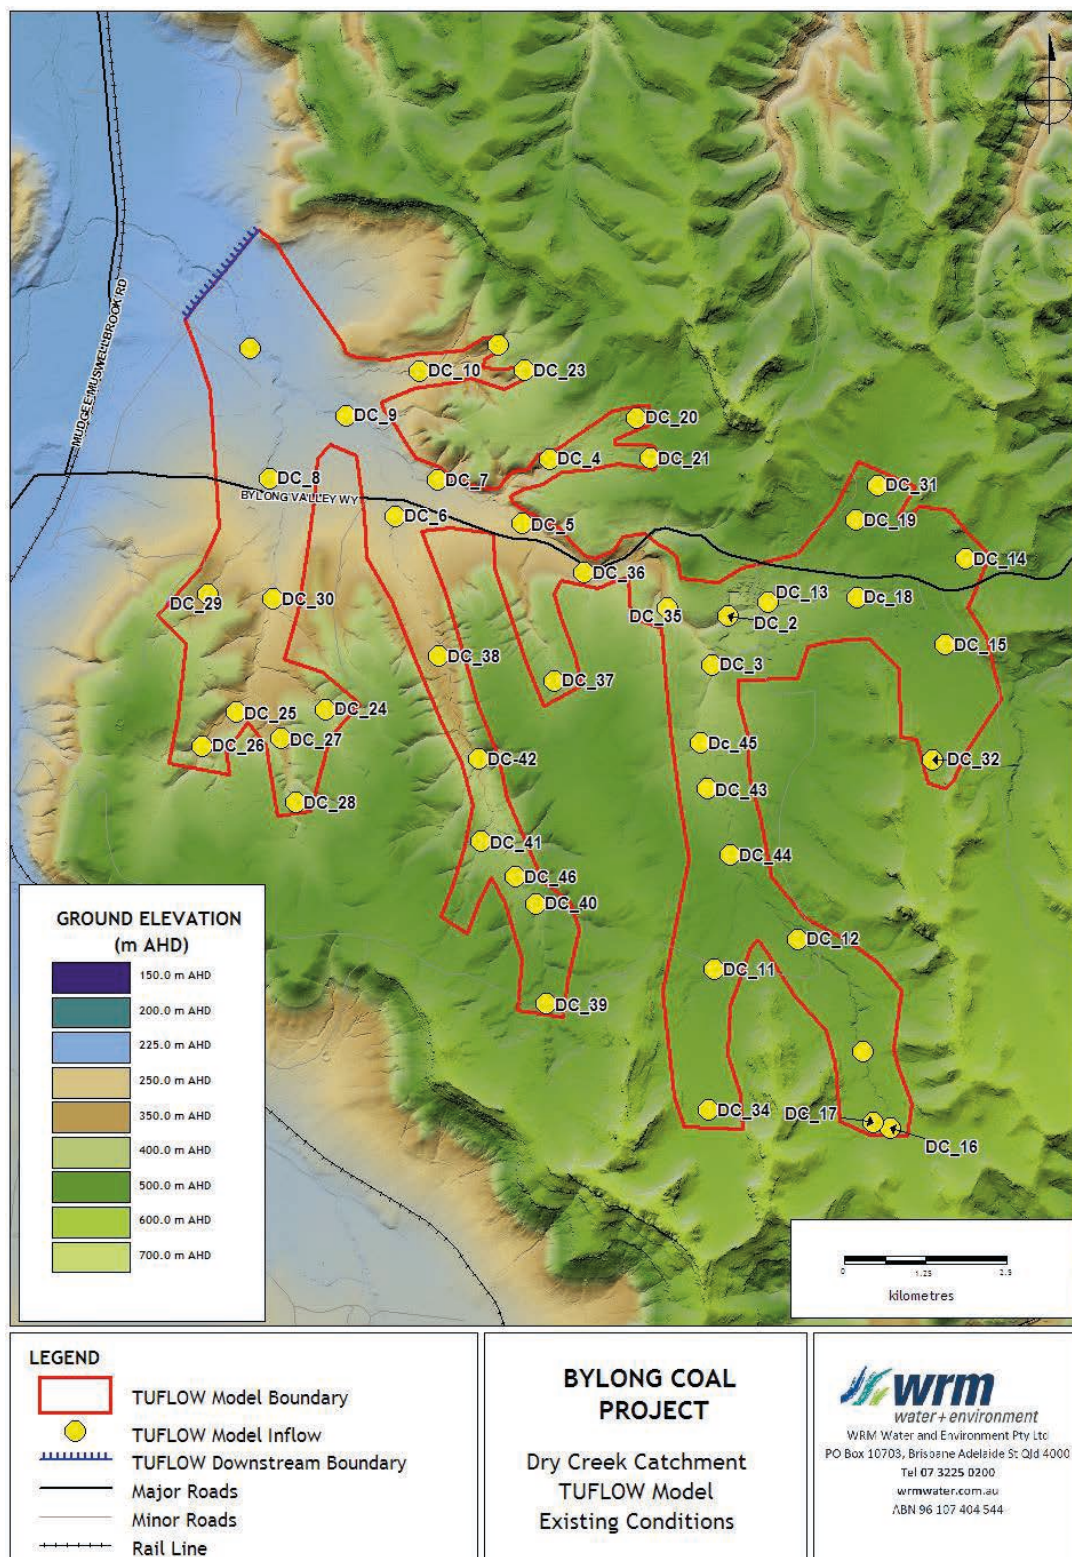 MUDGEE MUSWELLBROOK RD
DC_10
DC_23
DC_9
DC_20
DC_4
DC_21
DC_8
DC_7
BYLONG VALLEY WY
DC_6
DC_5
DC_31
DC_19
DC_14
DC_36
DC_29
DC_30
DC_35
DC_13
DC_2
Dc_18
DC_15
DC_38
DC_3
DC_37
DC_25
DC_24
DC_26
DC_27
Dc_45
DC-42
DC_32
DC_28
DC_43
DC_41
DC_44
DC_46
DC_40
DC_12
DC_11
DC_39
DC_34
DC_17
DC_16
GROUND ELEVATION
(m AHD)
150.0 m AHD
200.0 m AHD
225.0 m AHD
250.0 m AHD
350.0 m AHD
400.0 m AHD
500.0 m AHD
600.0 m AHD
700.0 m AHD
0 1.25 2.5
kilometres
LEGEND
TUFLOW Model Boundary
TUFLOW Model Inflow
TUFLOW Downstream Boundary
Major Roads
Minor Roads
Rail Line
BYLONG COAL
PROJECT
Dry Creek Catchment
TUFLOW Model
Existing Conditions
wrm
water + environment
WRM Water and Environment Pty Ltd
PO Box 10703, Brisbane Adelaide St Qld 4000
Tel 07 3225 0200
wrmwater.com.au
ABN 96 107 404 544